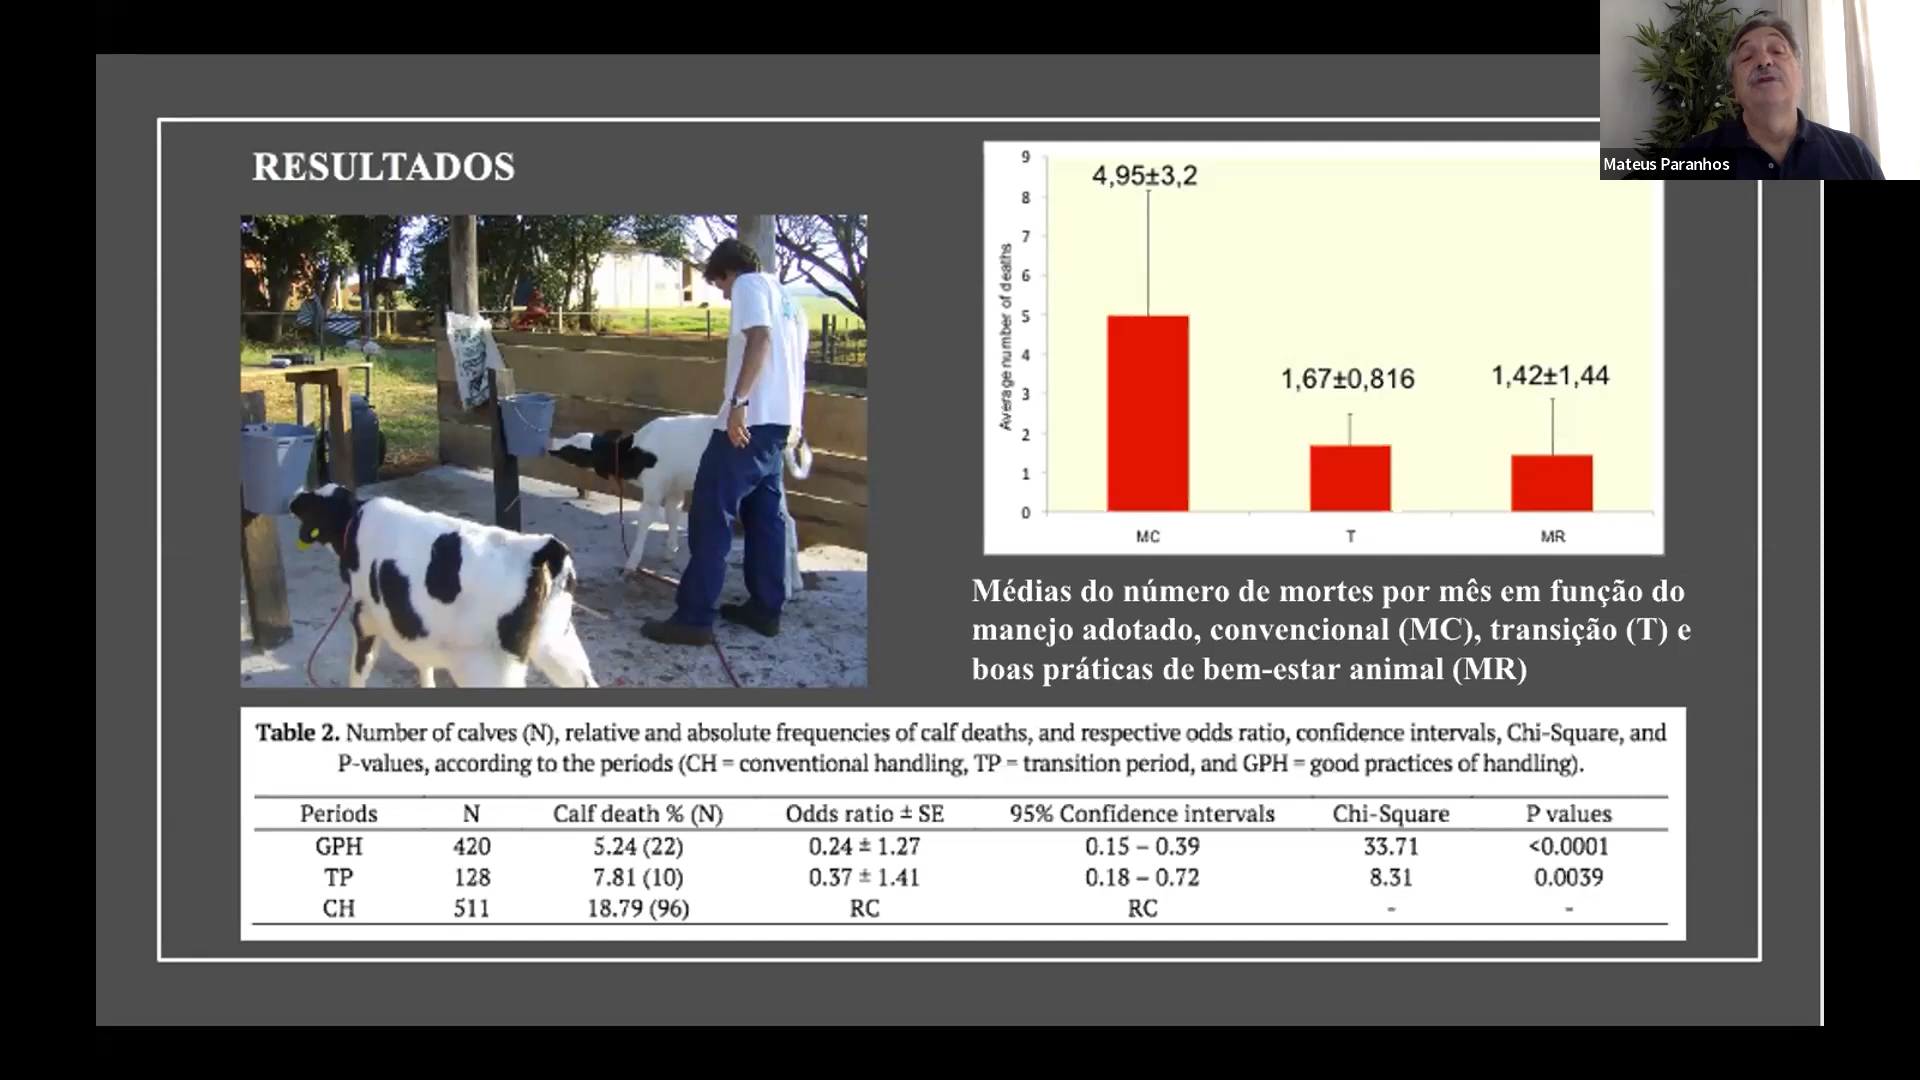 RESULTADOS
Mateus Paranhos
Average number of deaths
9
8
7
6
5
4
3
2
1
0
4,95±3,2
1,67±0,816
1,42±1,44
MC T MR
Médias do número de mortes por mês em função do
manejo adotado, convencional (MC), transição (T) e
boas práticas de bem-estar animal (MR)
Table 2. Number of calves (N), relative and absolute frequencies of calf deaths, and respective odds ratio, confidence intervals, Chi-Square, and
P-values, according to the periods (CH = conventional handling, TP = transition period, and GPH = good practices of handling).
Periods N Calf death % (N) Odds ratio ± SE 95% Confidence intervals Chi-Square P values
GPH 420 5.24 (22) 0.24 ± 1.27 0.15 – 0.39 33.71 <0.0001
TP 128 7.81 (10) 0.37 ± 1.41 0.18 – 0.72 8.31 0.0039
CH 511 18.79 (96) RC RC - -